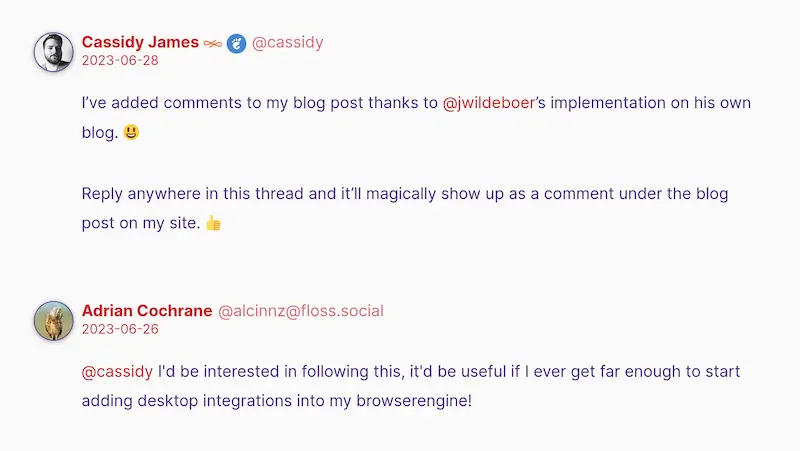 Cassidy James @cassidy
2023-06-28
I’ve added comments to my blog post thanks to @jwildeboer’s implementation on his own
blog. 😃
Reply anywhere in this thread and it’ll magically show up as a comment under the blog
post on my site. 👍
Adrian Cochrane @alcinnz@floss.social
2023-06-26
@cassidy I'd be interested in following this, it'd be useful if I ever get far enough to start
adding desktop integrations into my browserengine!